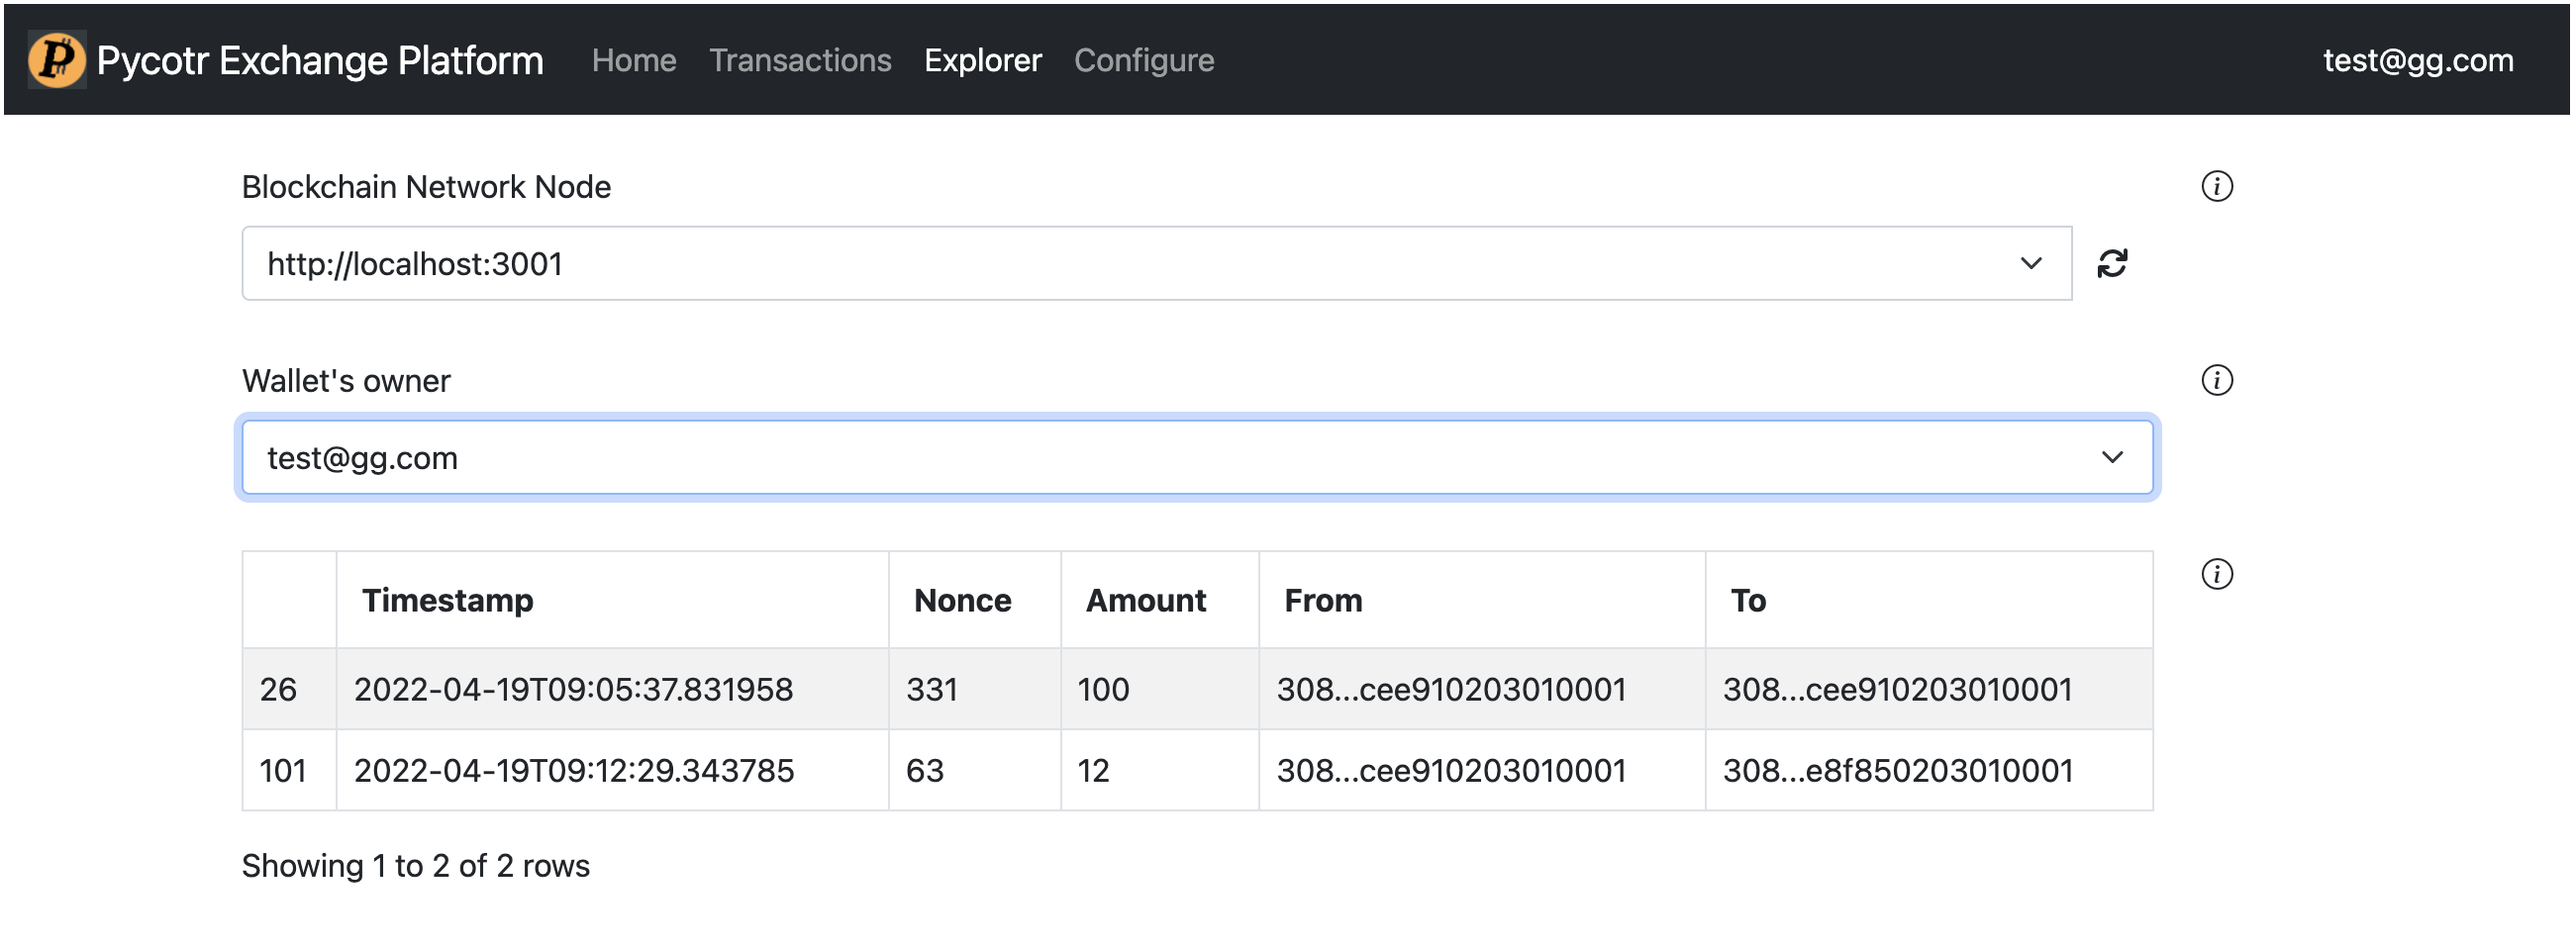 Pycotr Exchange Platform Home Transactions Explorer Configure test@gg.com
Blockchain Network Node
http://localhost:3001
Wallet's owner
test@gg.com
Timestamp Nonce Amount From To
26 2022-04-19T09:05:37.831958 331 100 308...cee910203010001 308...cee910203010001
101 2022-04-19T09:12:29.343785 63 12 308...cee910203010001 308...e8f850203010001
Showing 1 to 2 of 2 rows